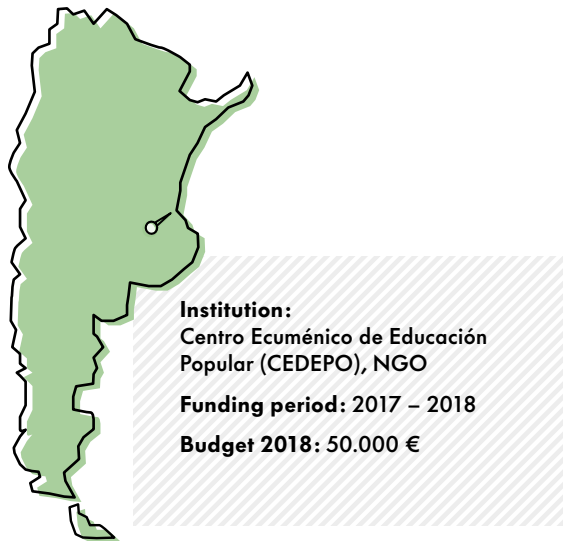 Institution:
Centro Ecuménico de Educación
Popular (CEDEPO), NGO
Funding period: 2017 – 2018
Budget 2018: 50.000 €